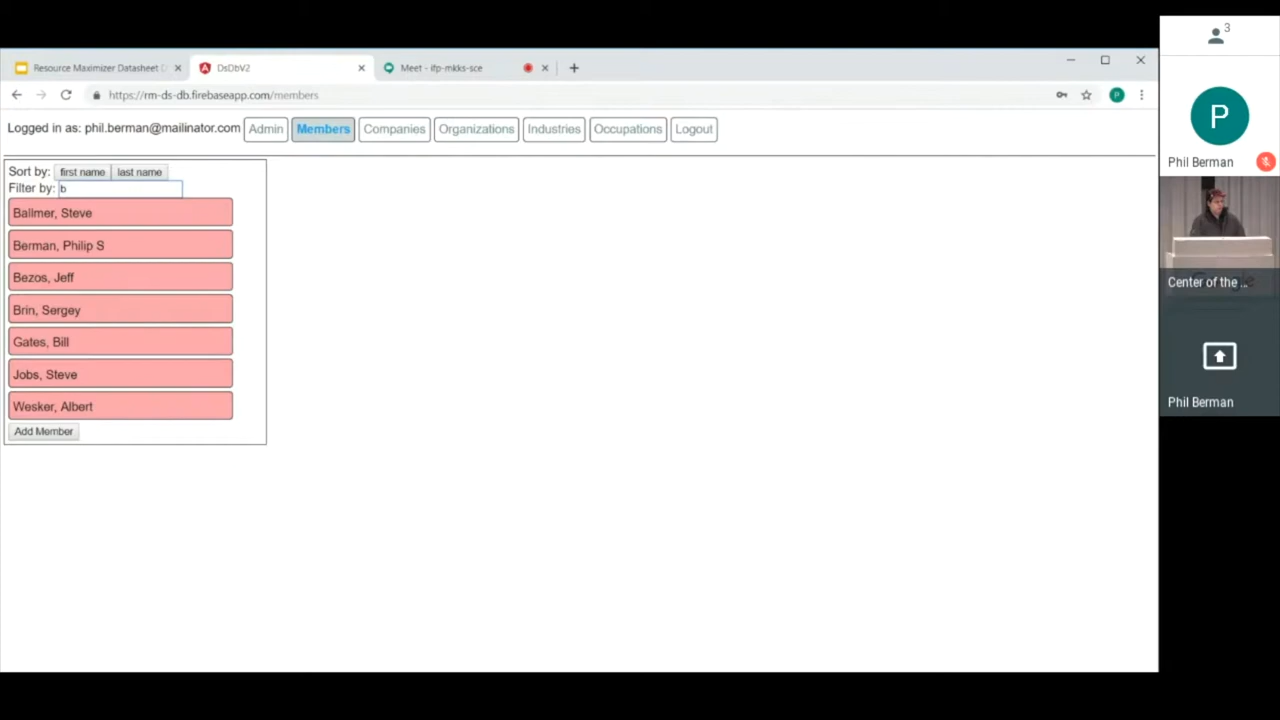 Resource Maximizer Datasheet D
DsDbV2
Meet - ifp-mkks-sce
https://rm-ds-db.firebaseapp.com/members
P
Logged in as: phil.berman@mailinator.com
Admin
Members
Companies
Organizations
Industries
Occupations
Logout
Sort by: first name last name
Filter by: b
Ballmer, Steve
Berman, Philip S
Bezos, Jeff
Brin, Sergey
Gates, Bill
Jobs, Steve
Wesker, Albert
Add Member
3
P
Phil Berman
Center of the ...
Phil Berman